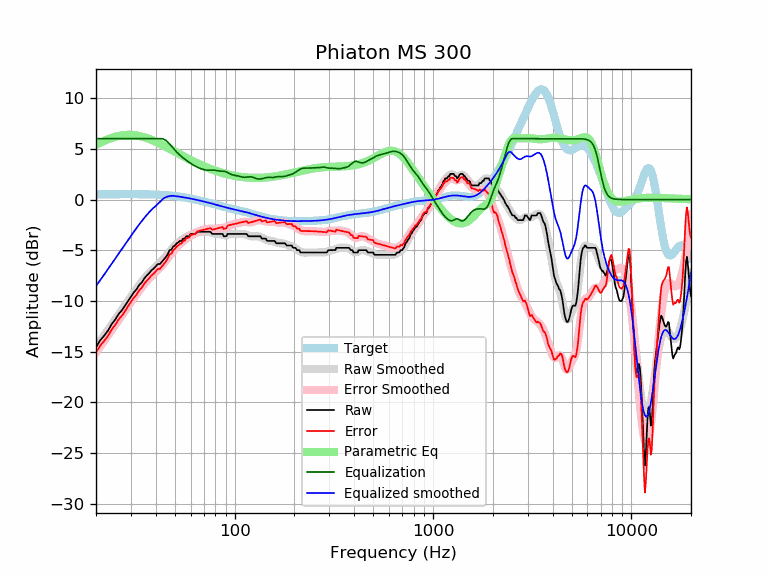 Phiaton MS 300
Amplitude (dBr)
10
5
0
−5
−10
−15
−20
−25
−30
Target
Raw Smoothed
Error Smoothed
Raw
Error
Parametric Eq
Equalization
Equalized smoothed
100
1000
10000
Frequency (Hz)